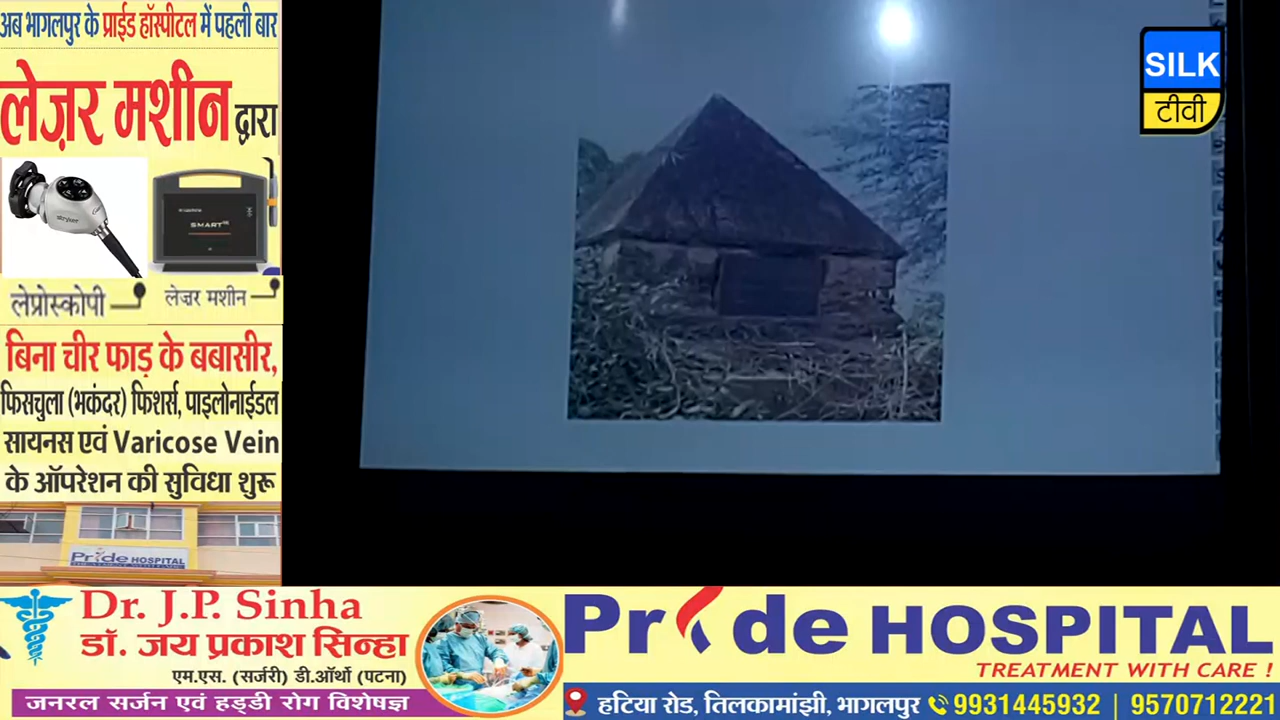 अब भागलपुर के प्राईड हॉस्पीटल में पहली बार
लेज़र मशीन द्वारा
stryker
SMART
लेप्रोस्कोपी
लेज़र मशीन
बिना चीर फाड़ के बबासीर,
फिसचुला (भकंदर) फिशर्स, पाइलोनाईडल
सायनस एवं Varicose Vein
के ऑपरेशन की सुविधा शुरू
Pride HOSPITAL
SILK
टीवी
Dr. J.P. Sinha
डॉ. जय प्रकाश सिन्हा
एम.एस. (सर्जरी) डी.ऑर्थो (पटना)
जनरल सर्जन एवं हड्डी रोग विशेषज्ञ
Pride HOSPITAL
TREATMENT WITH CARE !
हटिया रोड, तिलकामांझी, भागलपुर 9931445932 | 9570712221